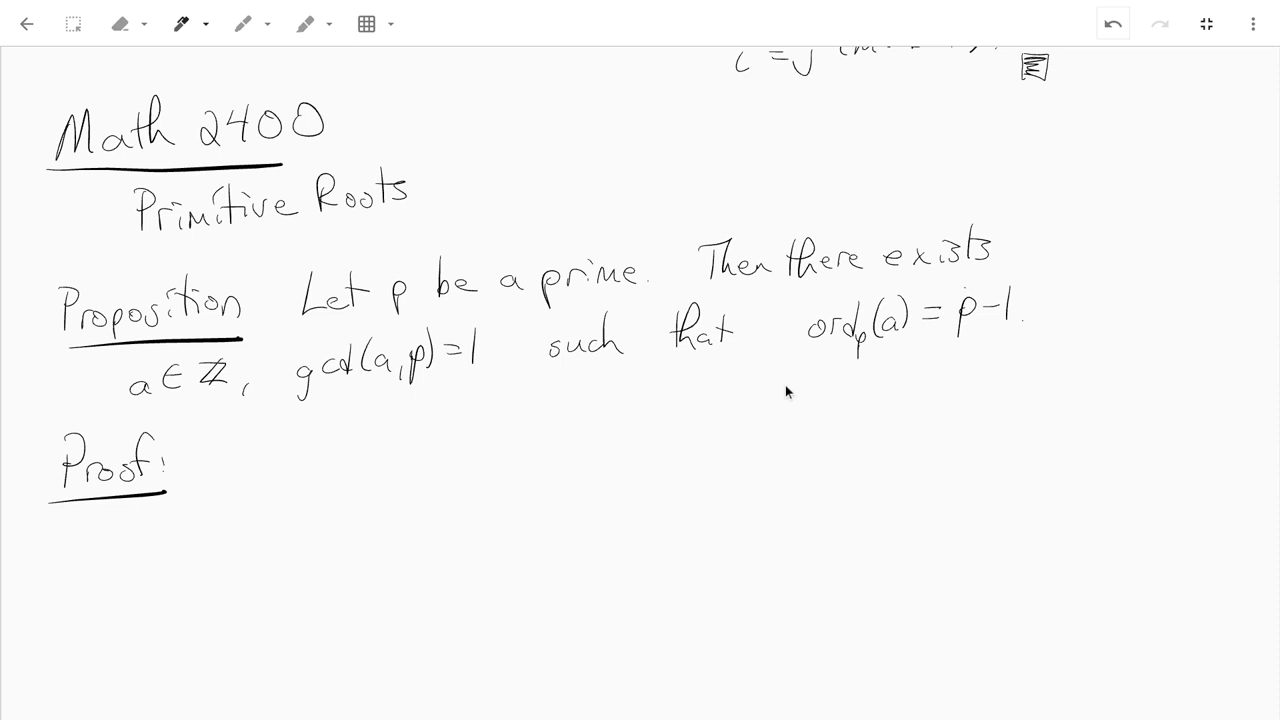 Math 2400
Primitive Roots
Proposition Let p be a prime. Then there exists
a ∈ ℤ, gcd(a,p)=1 such that ord_p(a) = p-1.
Proof: